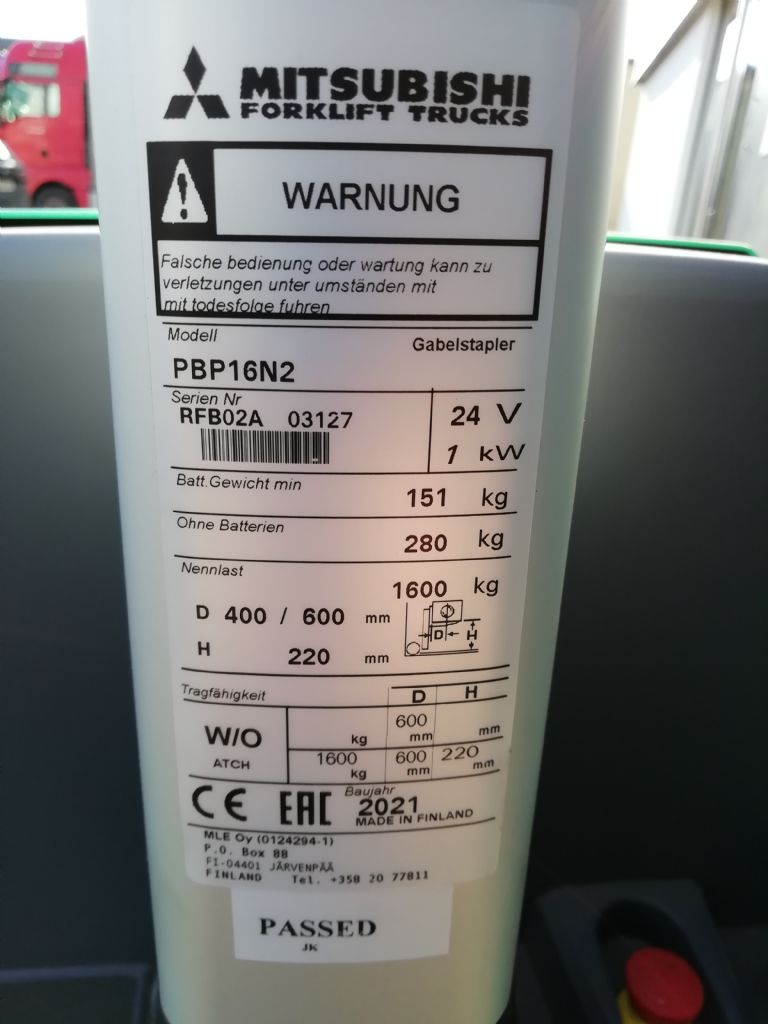 MITSUBISHI
FORKLIFT TRUCKS
WARNUNG
Falsche bedienung oder wartung kann zu
verletzungen unter umständen mit
mit todesfolge fuhren
Modell
Gabelstapler
PBP16N2
Serien Nr
RFB02A 03127
24 V
1 kW
Batt.Gewicht min
151 kg
Ohne Batterien
280 kg
Nennlast
1600 kg
D 400 / 600 mm
D H
H 220 mm
Tragfähigkeit
D H
W/O
ATCH
kg 600 mm mm
1600 kg 600 mm 220 mm
CE EAC
Baujahr
2021
MADE IN FINLAND
MLE Oy (0124294-1)
P.O. Box 88
FI-04401 JÄRVENPÄÄ
FINLAND Tel. +358 20 77811
PASSED
JK